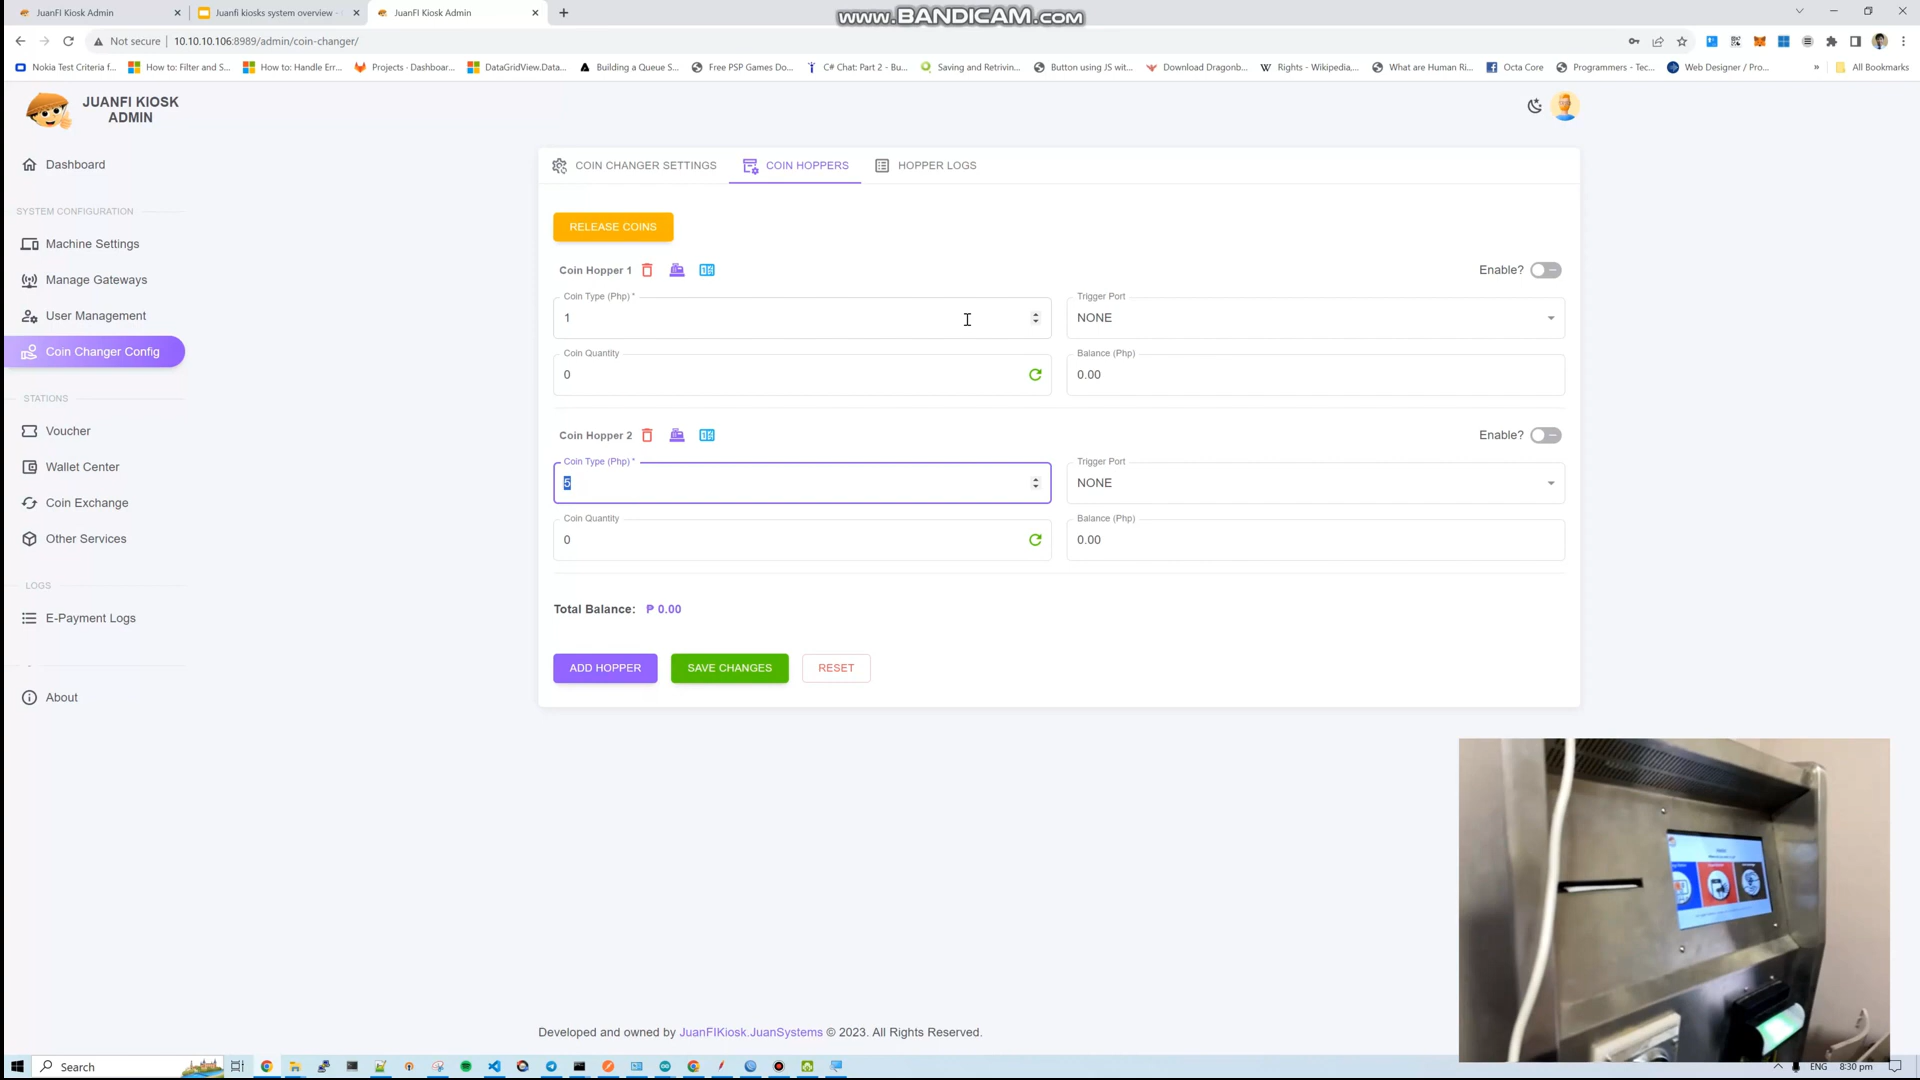 JuanFI Kiosk Admin
Juanfi kiosks system overview -
JuanFI Kiosk Admin
www.BANDICAM.com
Not secure
10.10.10.106:8989/admin/coin-changer/
Nokia Test Criteria f...
How to: Filter and S...
How to: Handle Err...
Projects · Dashboar...
DataGridView.Data...
Building a Queue S...
Free PSP Games Do...
C# Chat: Part 2 - Bu...
Saving and Retrivin...
Button using JS wit...
Download Dragonb...
Rights - Wikipedia,...
What are Human Ri...
Octa Core
Programmers - Tec...
Web Designer / Pro...
»
All Bookmarks
JUANFI KIOSK
ADMIN
Dashboard
SYSTEM CONFIGURATION
Machine Settings
Manage Gateways
User Management
Coin Changer Config
STATIONS
Voucher
Wallet Center
Coin Exchange
Other Services
LOGS
E-Payment Logs
About
COIN CHANGER SETTINGS
COIN HOPPERS
HOPPER LOGS
RELEASE COINS
Coin Hopper 1
Enable?
Coin Type (Php) *
1
Trigger Port
NONE
Coin Quantity
0
Balance (Php)
0.00
Coin Hopper 2
Enable?
Coin Type (Php) *
5
Trigger Port
NONE
Coin Quantity
0
Balance (Php)
0.00
Total Balance: ₱ 0.00
ADD HOPPER
SAVE CHANGES
RESET
Developed and owned by JuanFIKiosk.JuanSystems © 2023. All Rights Reserved.
Search
ENG
8:30 pm